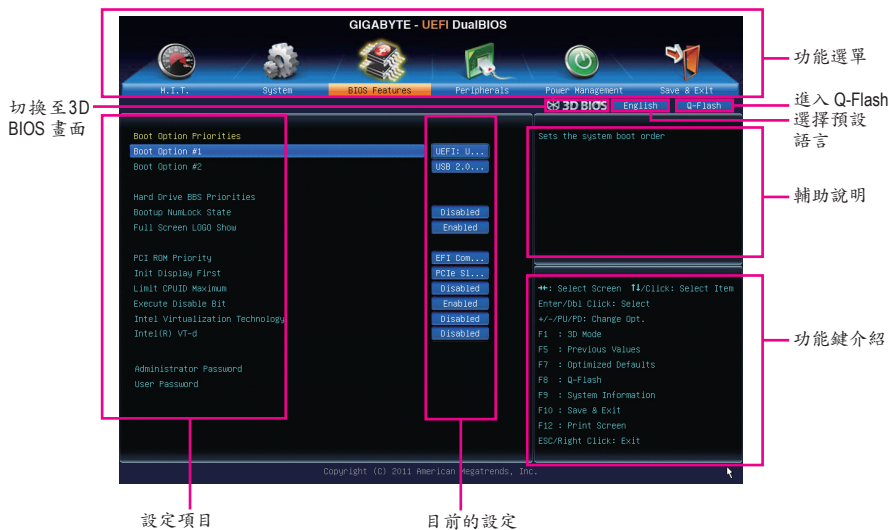 GIGABYTE - UEFI DualBIOS
M.I.T.
System
BIOS Features
Peripherals
Power Management
Save & Exit
功能選單
3D BIOS
English
Q-Flash
切換至3D
BIOS 畫面
進入 Q-Flash
選擇預設
語言
Boot Option Priorities
Boot Option #1 UEFI: U...
Boot Option #2 USB 2.0...
Hard Drive BBS Priorities
Bootup NumLock State Disabled
Full Screen LOGO Show Enabled
PCI ROM Priority EFI Com...
Init Display First PCIe Sl...
Limit CPUID Maximum Disabled
Execute Disable Bit Enabled
Intel Virtualization Technology Disabled
Intel(R) VT-d Disabled
Administrator Password
User Password
Sets the system boot order
輔助說明
→←: Select Screen ↑↓/Click: Select Item
Enter/Dbl Click: Select
+/-/PU/PD: Change Opt.
F1 : 3D Mode
F5 : Previous Values
F7 : Optimized Defaults
F8 : Q-Flash
F9 : System Information
F10 : Save & Exit
F12 : Print Screen
ESC/Right Click: Exit
功能鍵介紹
Copyright (C) 2011 American Megatrends, Inc.
設定項目
目前的設定